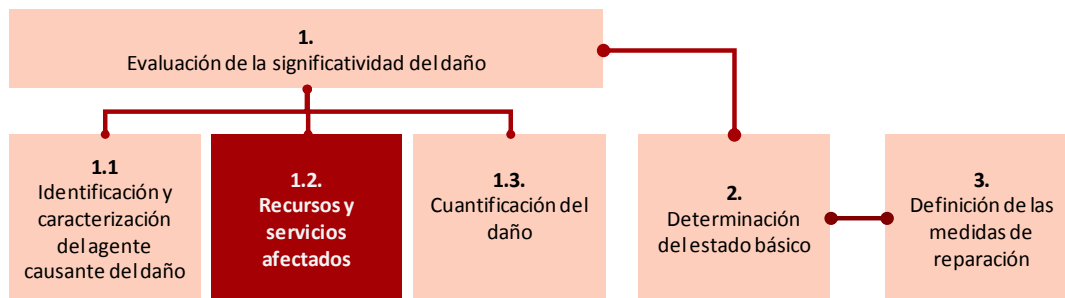 1.
Evaluación de la significatividad del daño
1.1
Identificación y
caracterización
del agente
causante del daño
1.2.
Recursos y
servicios
afectados
1.3.
Cuantificación del
daño
2.
Determinación
del estado básico
3.
Definición de las
medidas de
reparación